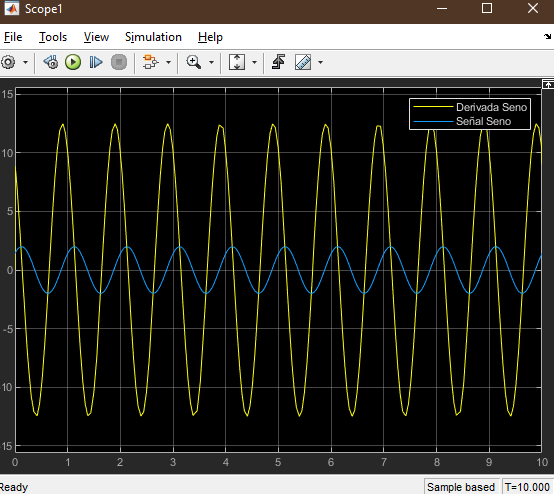 Scope1
File Tools View Simulation Help
Derivada Seno
Señal Seno
15
10
5
0
-5
-10
-15
0 1 2 3 4 5 6 7 8 9 10
Ready
Sample based T=10.000